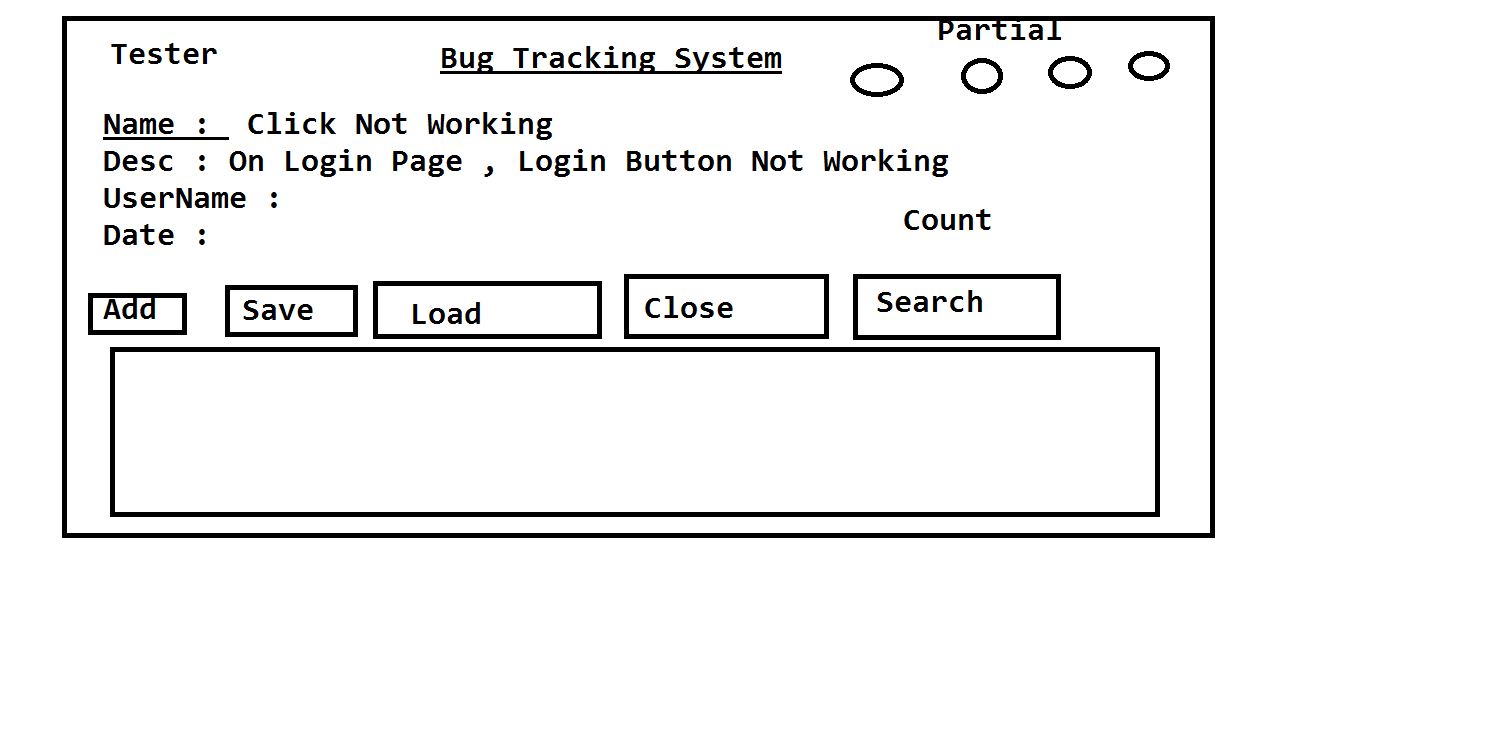 Partial
Tester Bug Tracking System
Name : Click Not Working
Desc : On Login Page , Login Button Not Working
UserName :
Count
Date :
Add Save Load Close Search